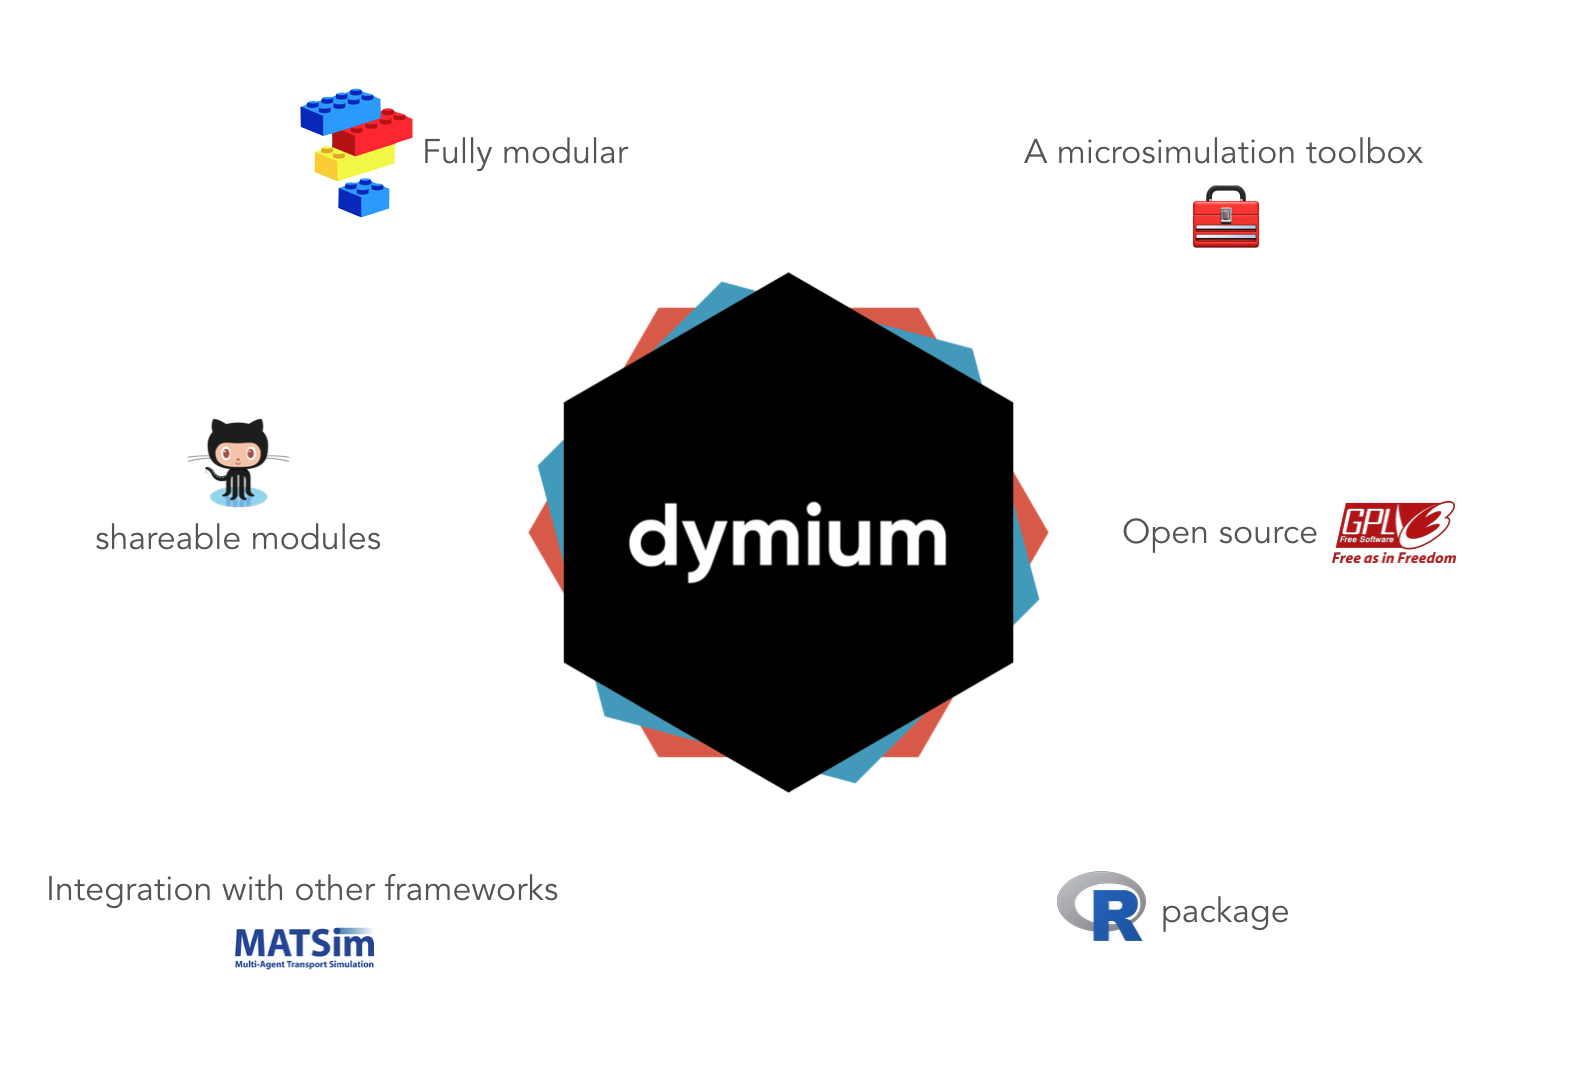 Fully modular
A microsimulation toolbox
shareable modules
dymium
Open source
GPLv3
Free Software
Free as in Freedom
Integration with other frameworks
MATSim
Multi-Agent Transport Simulation
R package